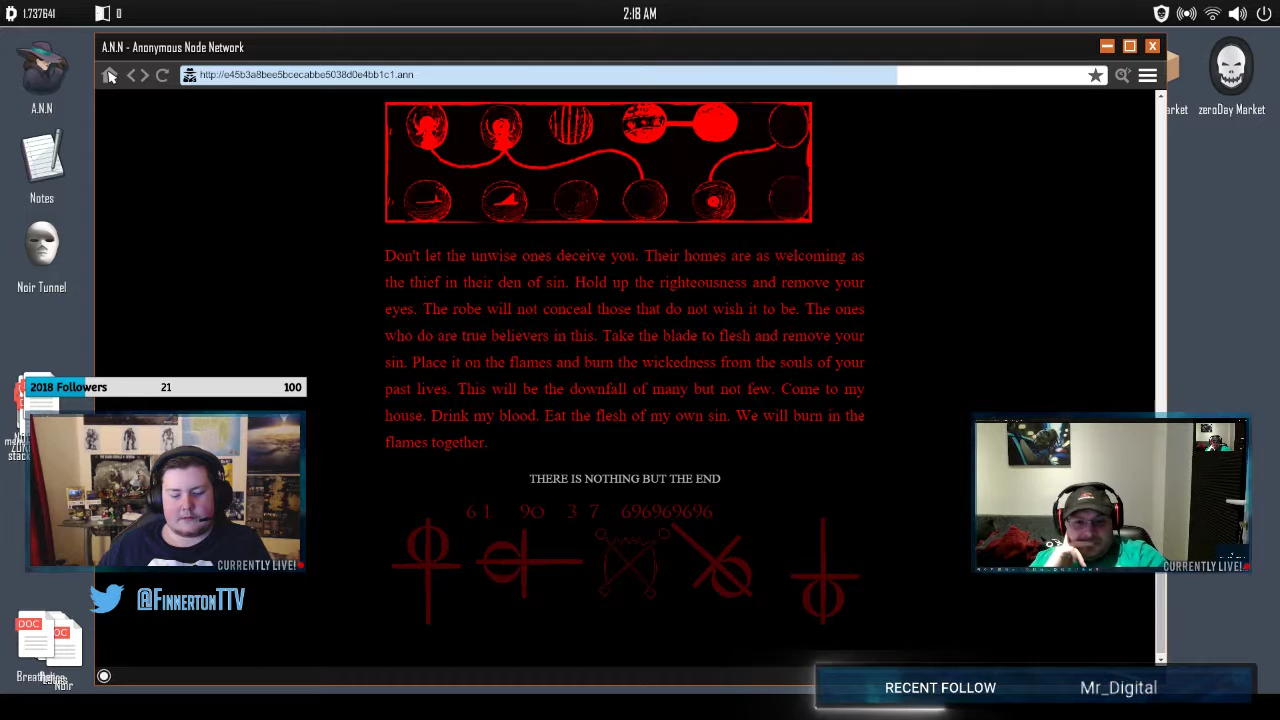 1.737641
0
2:18 AM
A.N.N - Anonymous Node Network
http://e45b3a8bee5bcecabbe5038d0e4bb1c1.ann
A.N.N
Notes
Noir Tunnel
zeroDay Market
Don't let the unwise ones deceive you. Their homes are as welcoming as
the thief in their den of sin. Hold up the righteousness and remove your
eyes. The robe will not conceal those that do not wish it to be. The ones
who do are true believers in this. Take the blade to flesh and remove your
sin. Place it on the flames and burn the wickedness from the souls of your
past lives. This will be the downfall of many but not few. Come to my
house. Drink my blood. Eat the flesh of my own sin. We will burn in the
flames together.
THERE IS NOTHING BUT THE END
61 90 3 7 696969696
2018 Followers 21 100
CURRENTLY LIVE!
CURRENTLY LIVE!
@FinnertonTTV
DOC
DOC
Noir
RECENT FOLLOW Mr_Digital